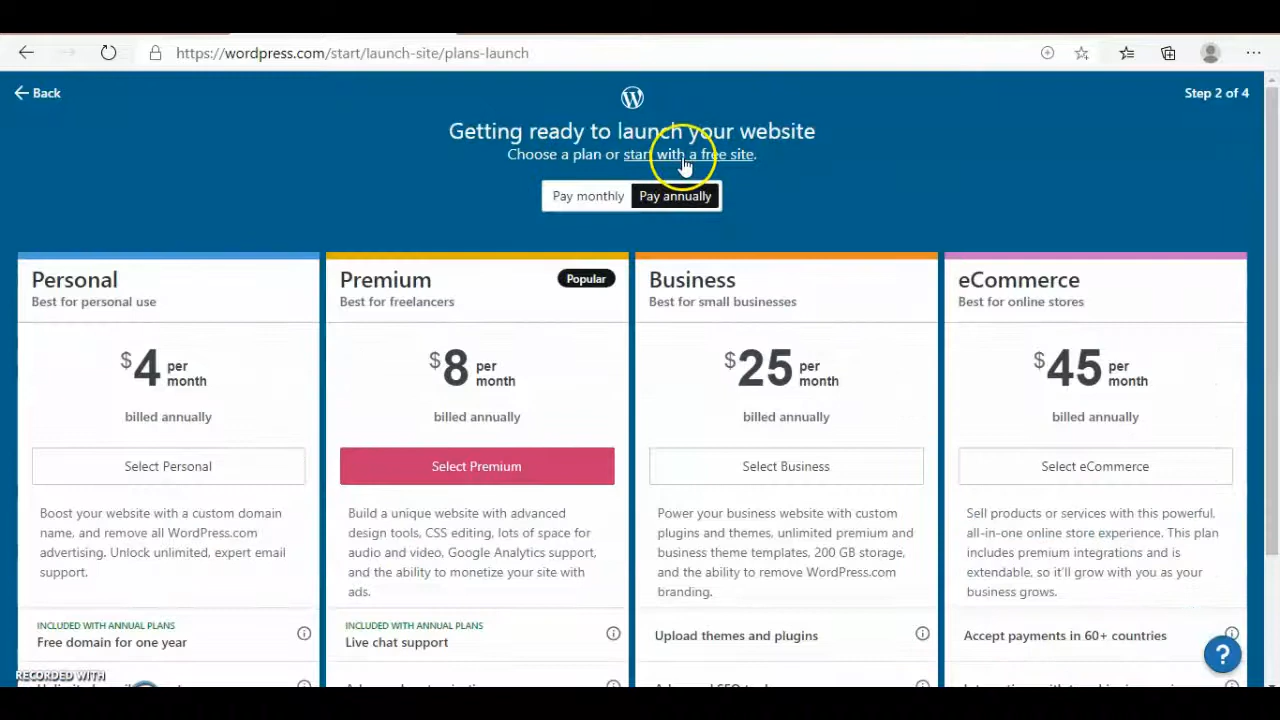 https://wordpress.com/start/launch-site/plans-launch
Back
Step 2 of 4
Getting ready to launch your website
Choose a plan or start with a free site.
Pay monthly Pay annually
Personal
Best for personal use
$4 per month
billed annually
Select Personal
Boost your website with a custom domain
name, and remove all WordPress.com
advertising. Unlock unlimited, expert email
support.
INCLUDED WITH ANNUAL PLANS
Free domain for one year
Premium
Popular
Best for freelancers
$8 per month
billed annually
Select Premium
Build a unique website with advanced
design tools, CSS editing, lots of space for
audio and video, Google Analytics support,
and the ability to monetize your site with
ads.
INCLUDED WITH ANNUAL PLANS
Live chat support
Business
Best for small businesses
$25 per month
billed annually
Select Business
Power your business website with custom
plugins and themes, unlimited premium and
business theme templates, 200 GB storage,
and the ability to remove WordPress.com
branding.
Upload themes and plugins
eCommerce
Best for online stores
$45 per month
billed annually
Select eCommerce
Sell products or services with this powerful,
all-in-one online store experience. This plan
includes premium integrations and is
extendable, so it'll grow with you as your
business grows.
Accept payments in 60+ countries
?
RECORDED WITH